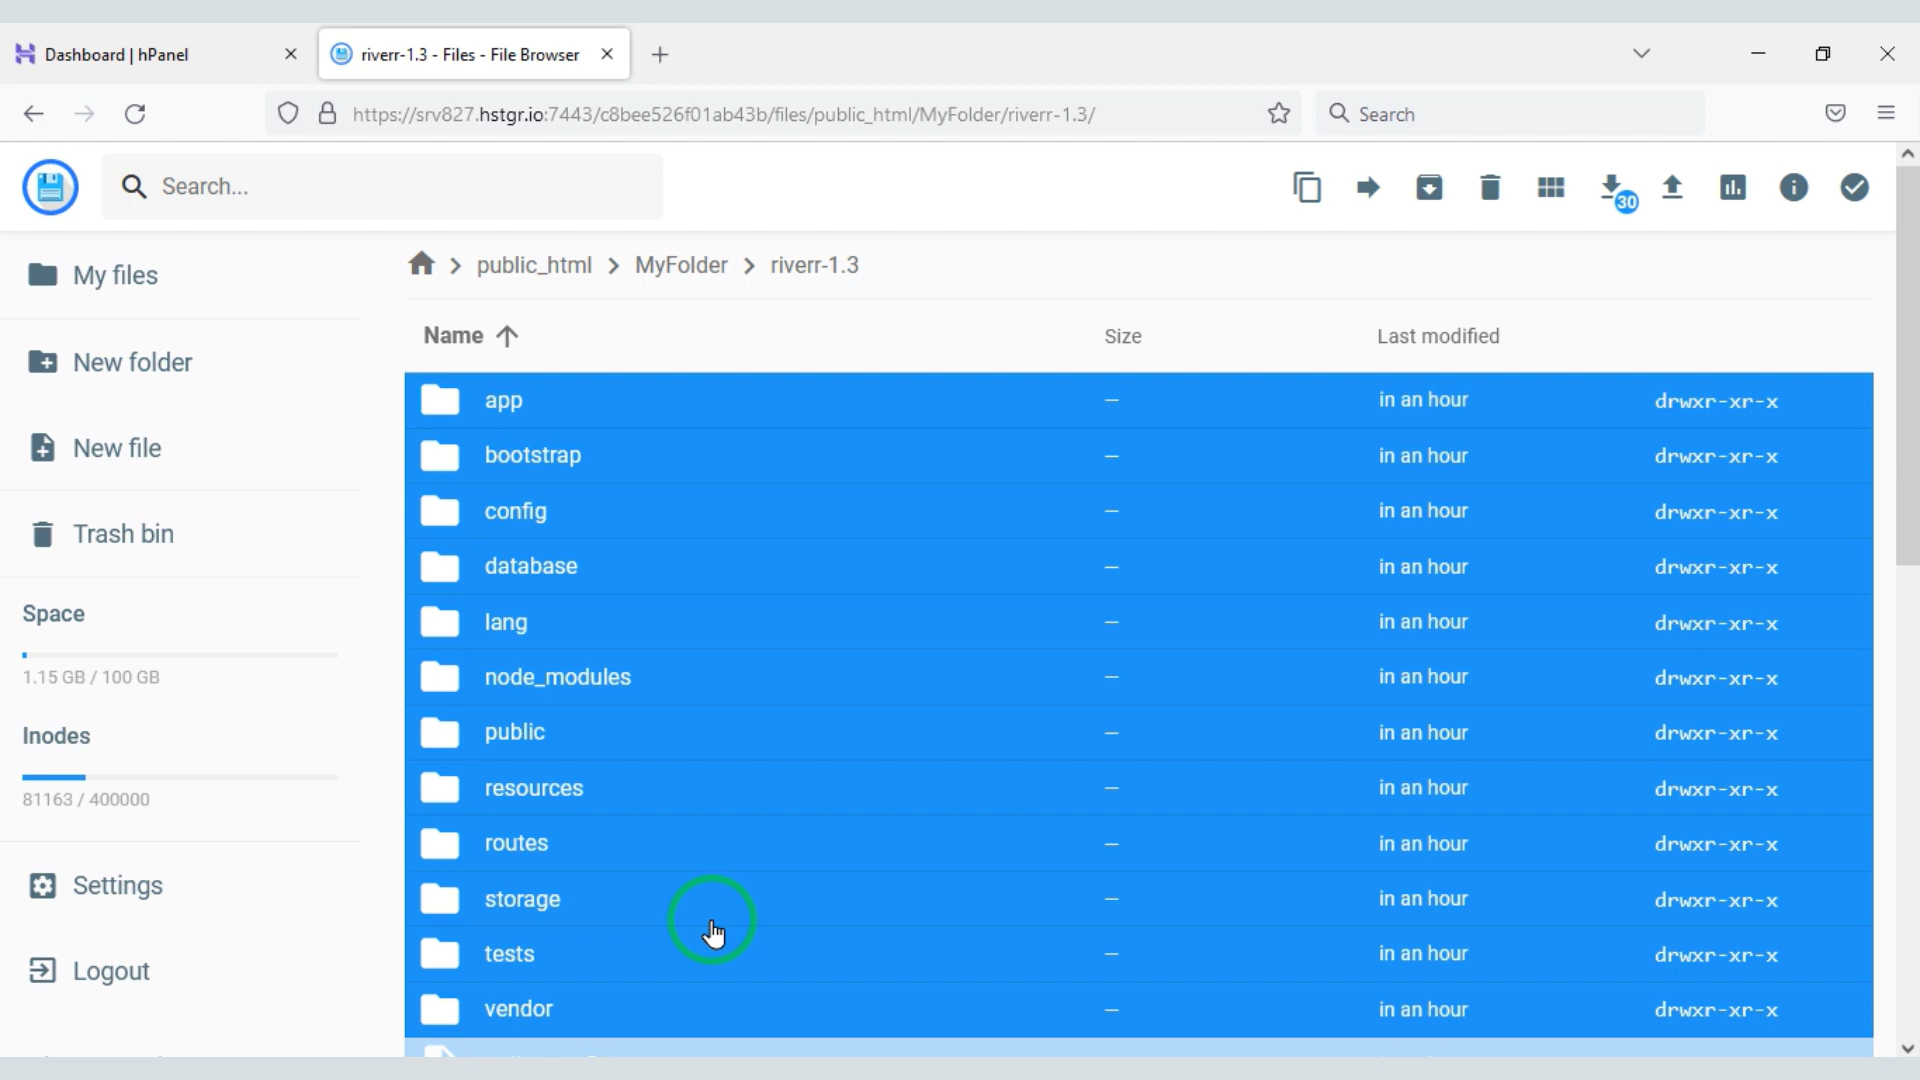 Dashboard | hPanel
riverr-1.3 - Files - File Browser
https://srv827.hstgr.io:7443/c8bee526f01ab43b/files/public_html/MyFolder/riverr-1.3/
Search
Search...
30
My files
New folder
New file
Trash bin
Space
1.15 GB / 100 GB
Inodes
81163 / 400000
Settings
Logout
public_html > MyFolder > riverr-1.3
Name Size Last modified
app — in an hour drwxr-xr-x
bootstrap — in an hour drwxr-xr-x
config — in an hour drwxr-xr-x
database — in an hour drwxr-xr-x
lang — in an hour drwxr-xr-x
node_modules — in an hour drwxr-xr-x
public — in an hour drwxr-xr-x
resources — in an hour drwxr-xr-x
routes — in an hour drwxr-xr-x
storage — in an hour drwxr-xr-x
tests — in an hour drwxr-xr-x
vendor — in an hour drwxr-xr-x